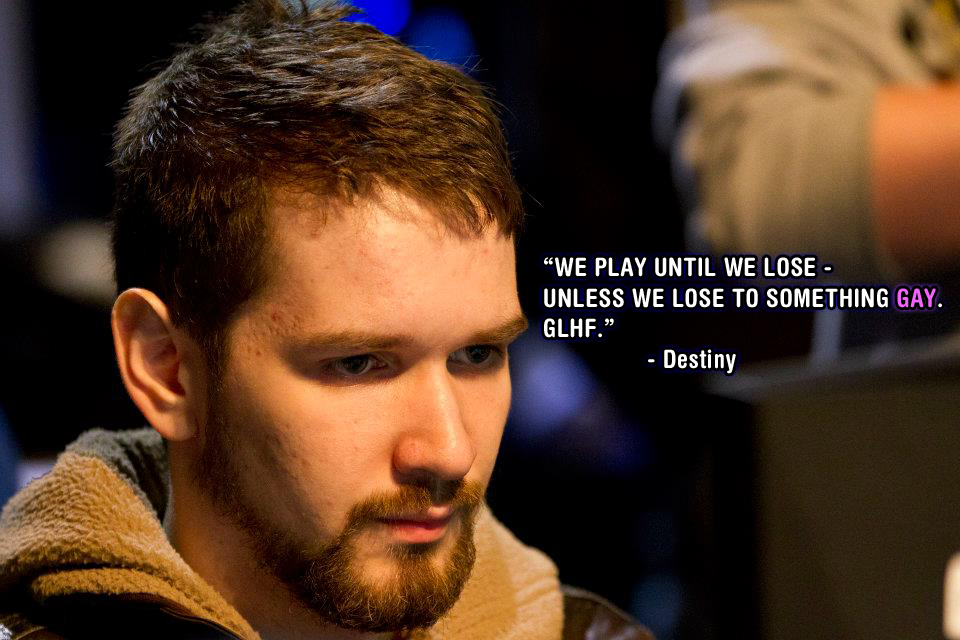 “WE PLAY UNTIL WE LOSE -
UNLESS WE LOSE TO SOMETHING GAY.
GLHF.”
- Destiny